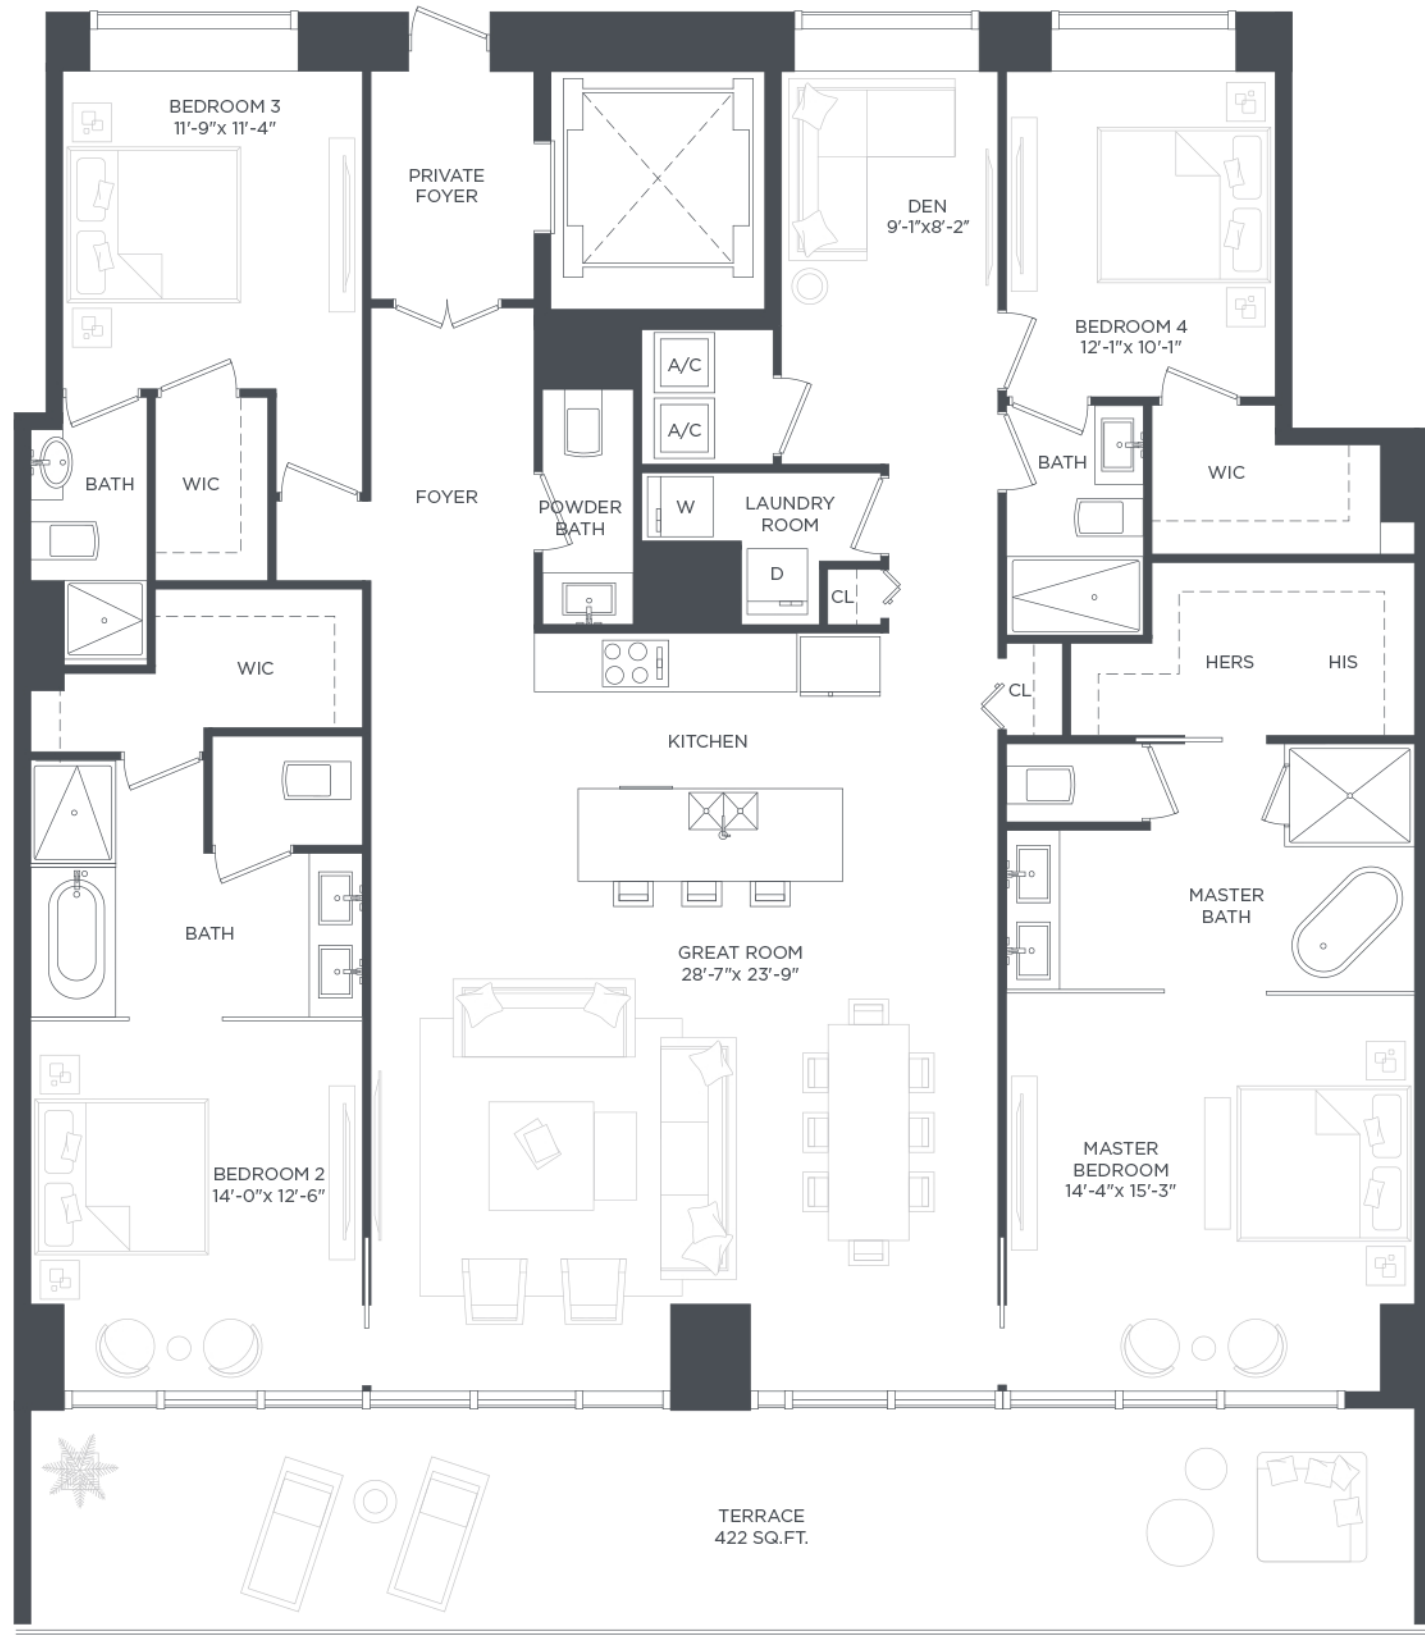 BEDROOM 3
11'-9"x 11'-4"
PRIVATE
FOYER
DEN
9'-1"x8'-2"
BEDROOM 4
12'-1"x 10'-1"
A/C
A/C
BATH
WIC
FOYER
POWDER
BATH
W
LAUNDRY
ROOM
D
CL
BATH
WIC
WIC
HERS
HIS
CL
KITCHEN
BATH
MASTER
BATH
GREAT ROOM
28'-7"x 23'-9"
BEDROOM 2
14'-0"x 12'-6"
MASTER
BEDROOM
14'-4"x 15'-3"
TERRACE
422 SQ.FT.